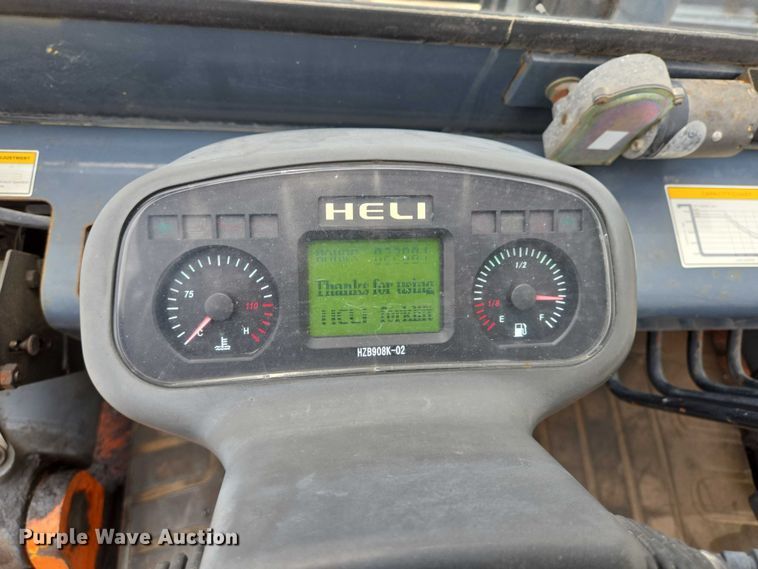 HELI
Thanks for using
HELI forklift
75
110
C
H
1/2
1/8
E
F
HZB908K-02
Purple Wave Auction